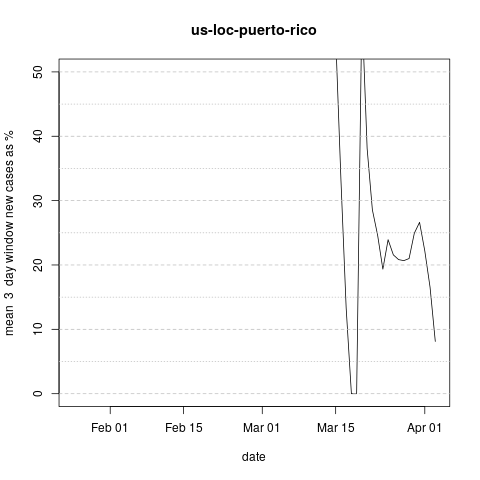 us-loc-puerto-rico
mean  3  day window new cases as %
50
40
30
20
10
0
Feb 01
Feb 15
Mar 01
Mar 15
Apr 01
date